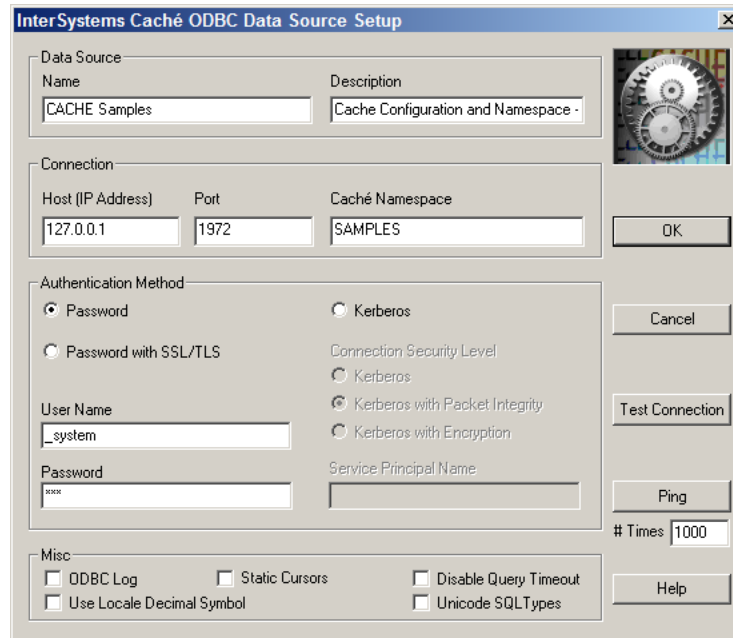 InterSystems Caché ODBC Data Source Setup
Data Source
Name Description
CACHE Samples Cache Configuration and Namespace -
Connection
Host (IP Address) Port Caché Namespace
127.0.0.1 1972 SAMPLES
OK
Authentication Method
Password Kerberos
Cancel
Password with SSL/TLS Connection Security Level
Kerberos
Kerberos with Packet Integrity
User Name Test Connection
_system Kerberos with Encryption
Password Service Principal Name
***
Ping
# Times 1000
Misc
ODBC Log Static Cursors Disable Query Timeout
Help
Use Locale Decimal Symbol Unicode SQLTypes